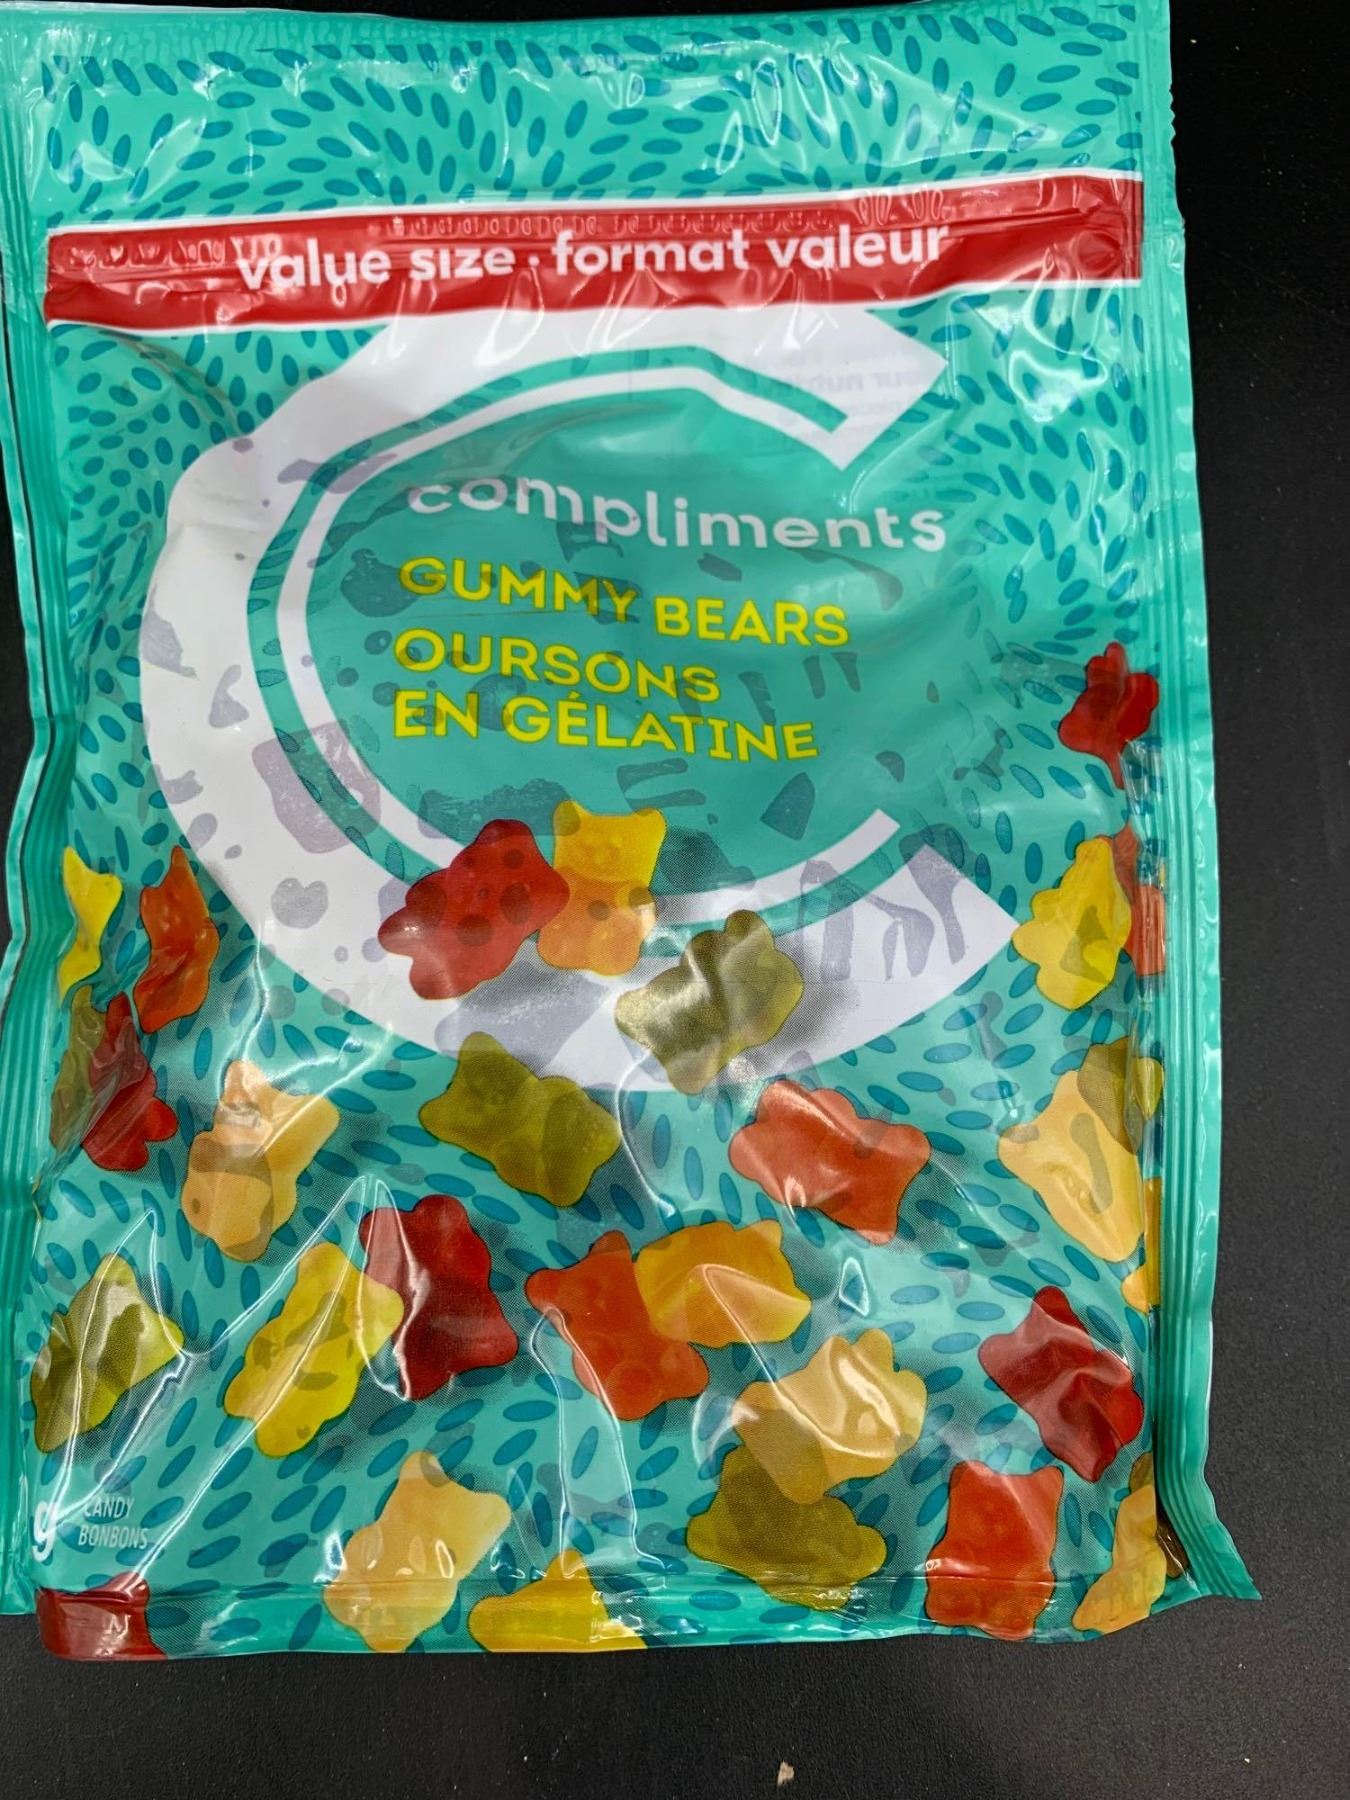 value size · format valeur
compliments
GUMMY BEARS
OURSONS
EN GÉLATINE
g
CANDY
BONBONS